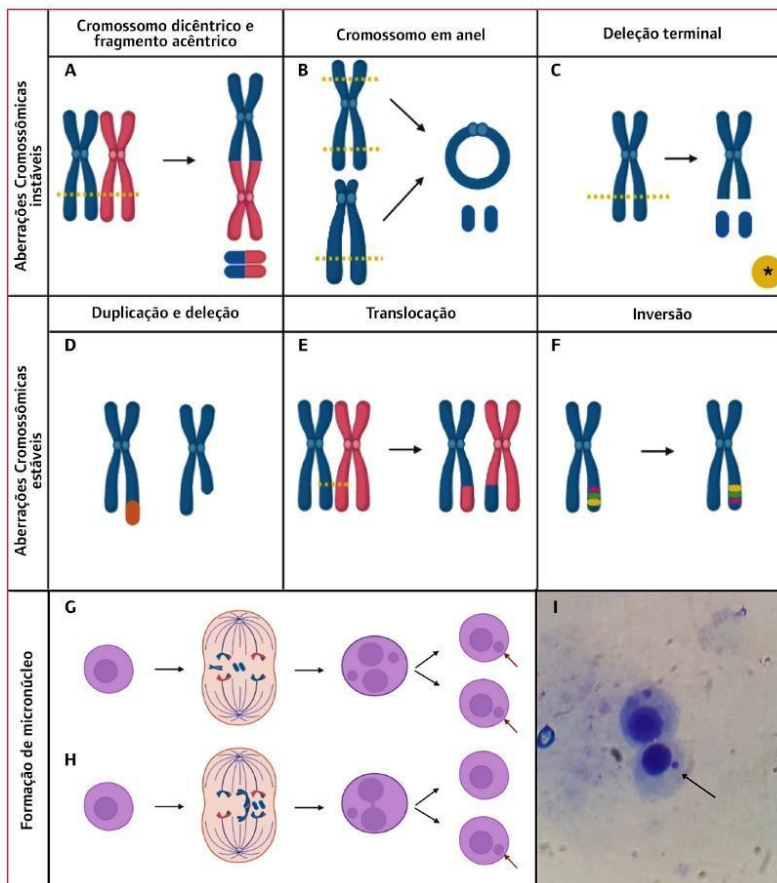 Cromossomo dicêntrico e
fragmento acêntrico
Cromossomo em anel
Deleção terminal
Aberrações Cromossômicas
instáveis
A
B
C
*
Duplicação e deleção
Translocação
Inversão
Aberrações Cromossômicas
estáveis
D
E
F
Formação de micronúcleo
G
I
H